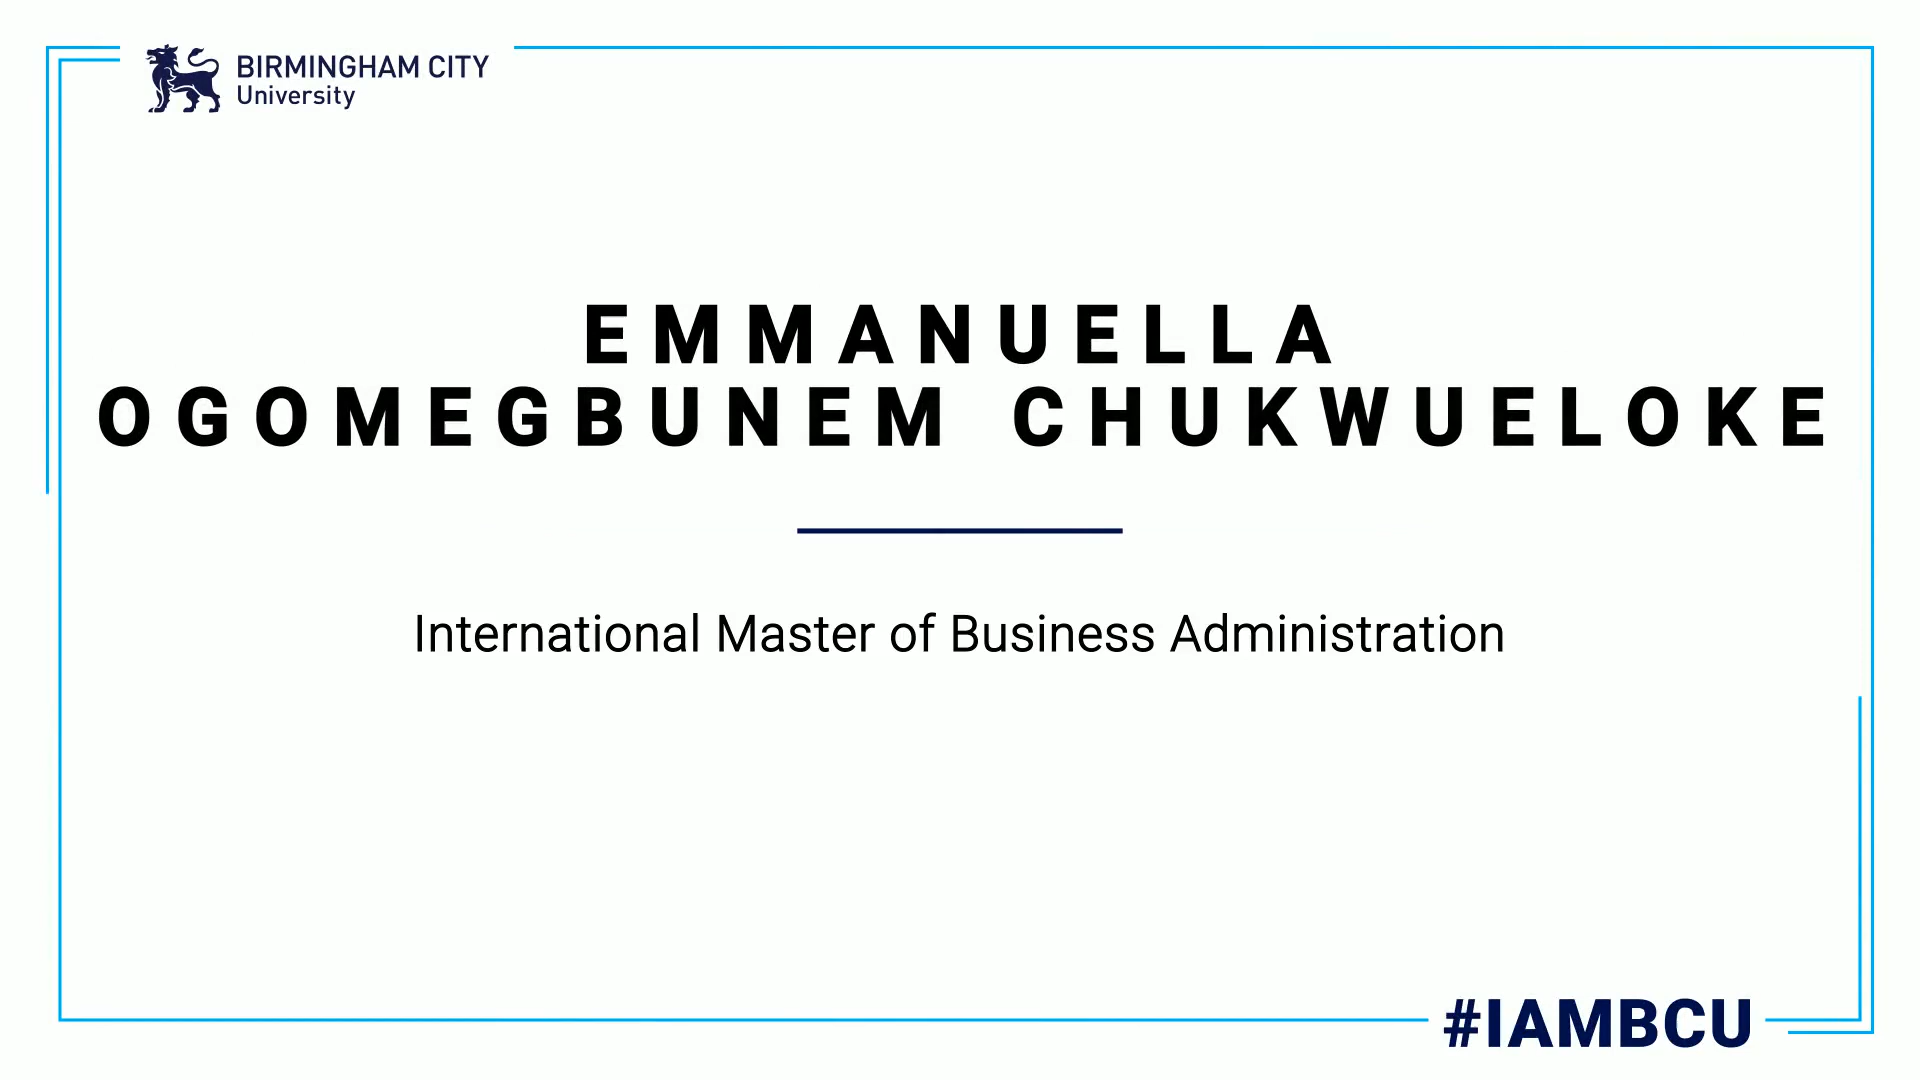 BIRMINGHAM CITY
University
EMMANUELLA
OGOMEGBUNEM CHUKWUELOKE
International Master of Business Administration
#IAMBCU